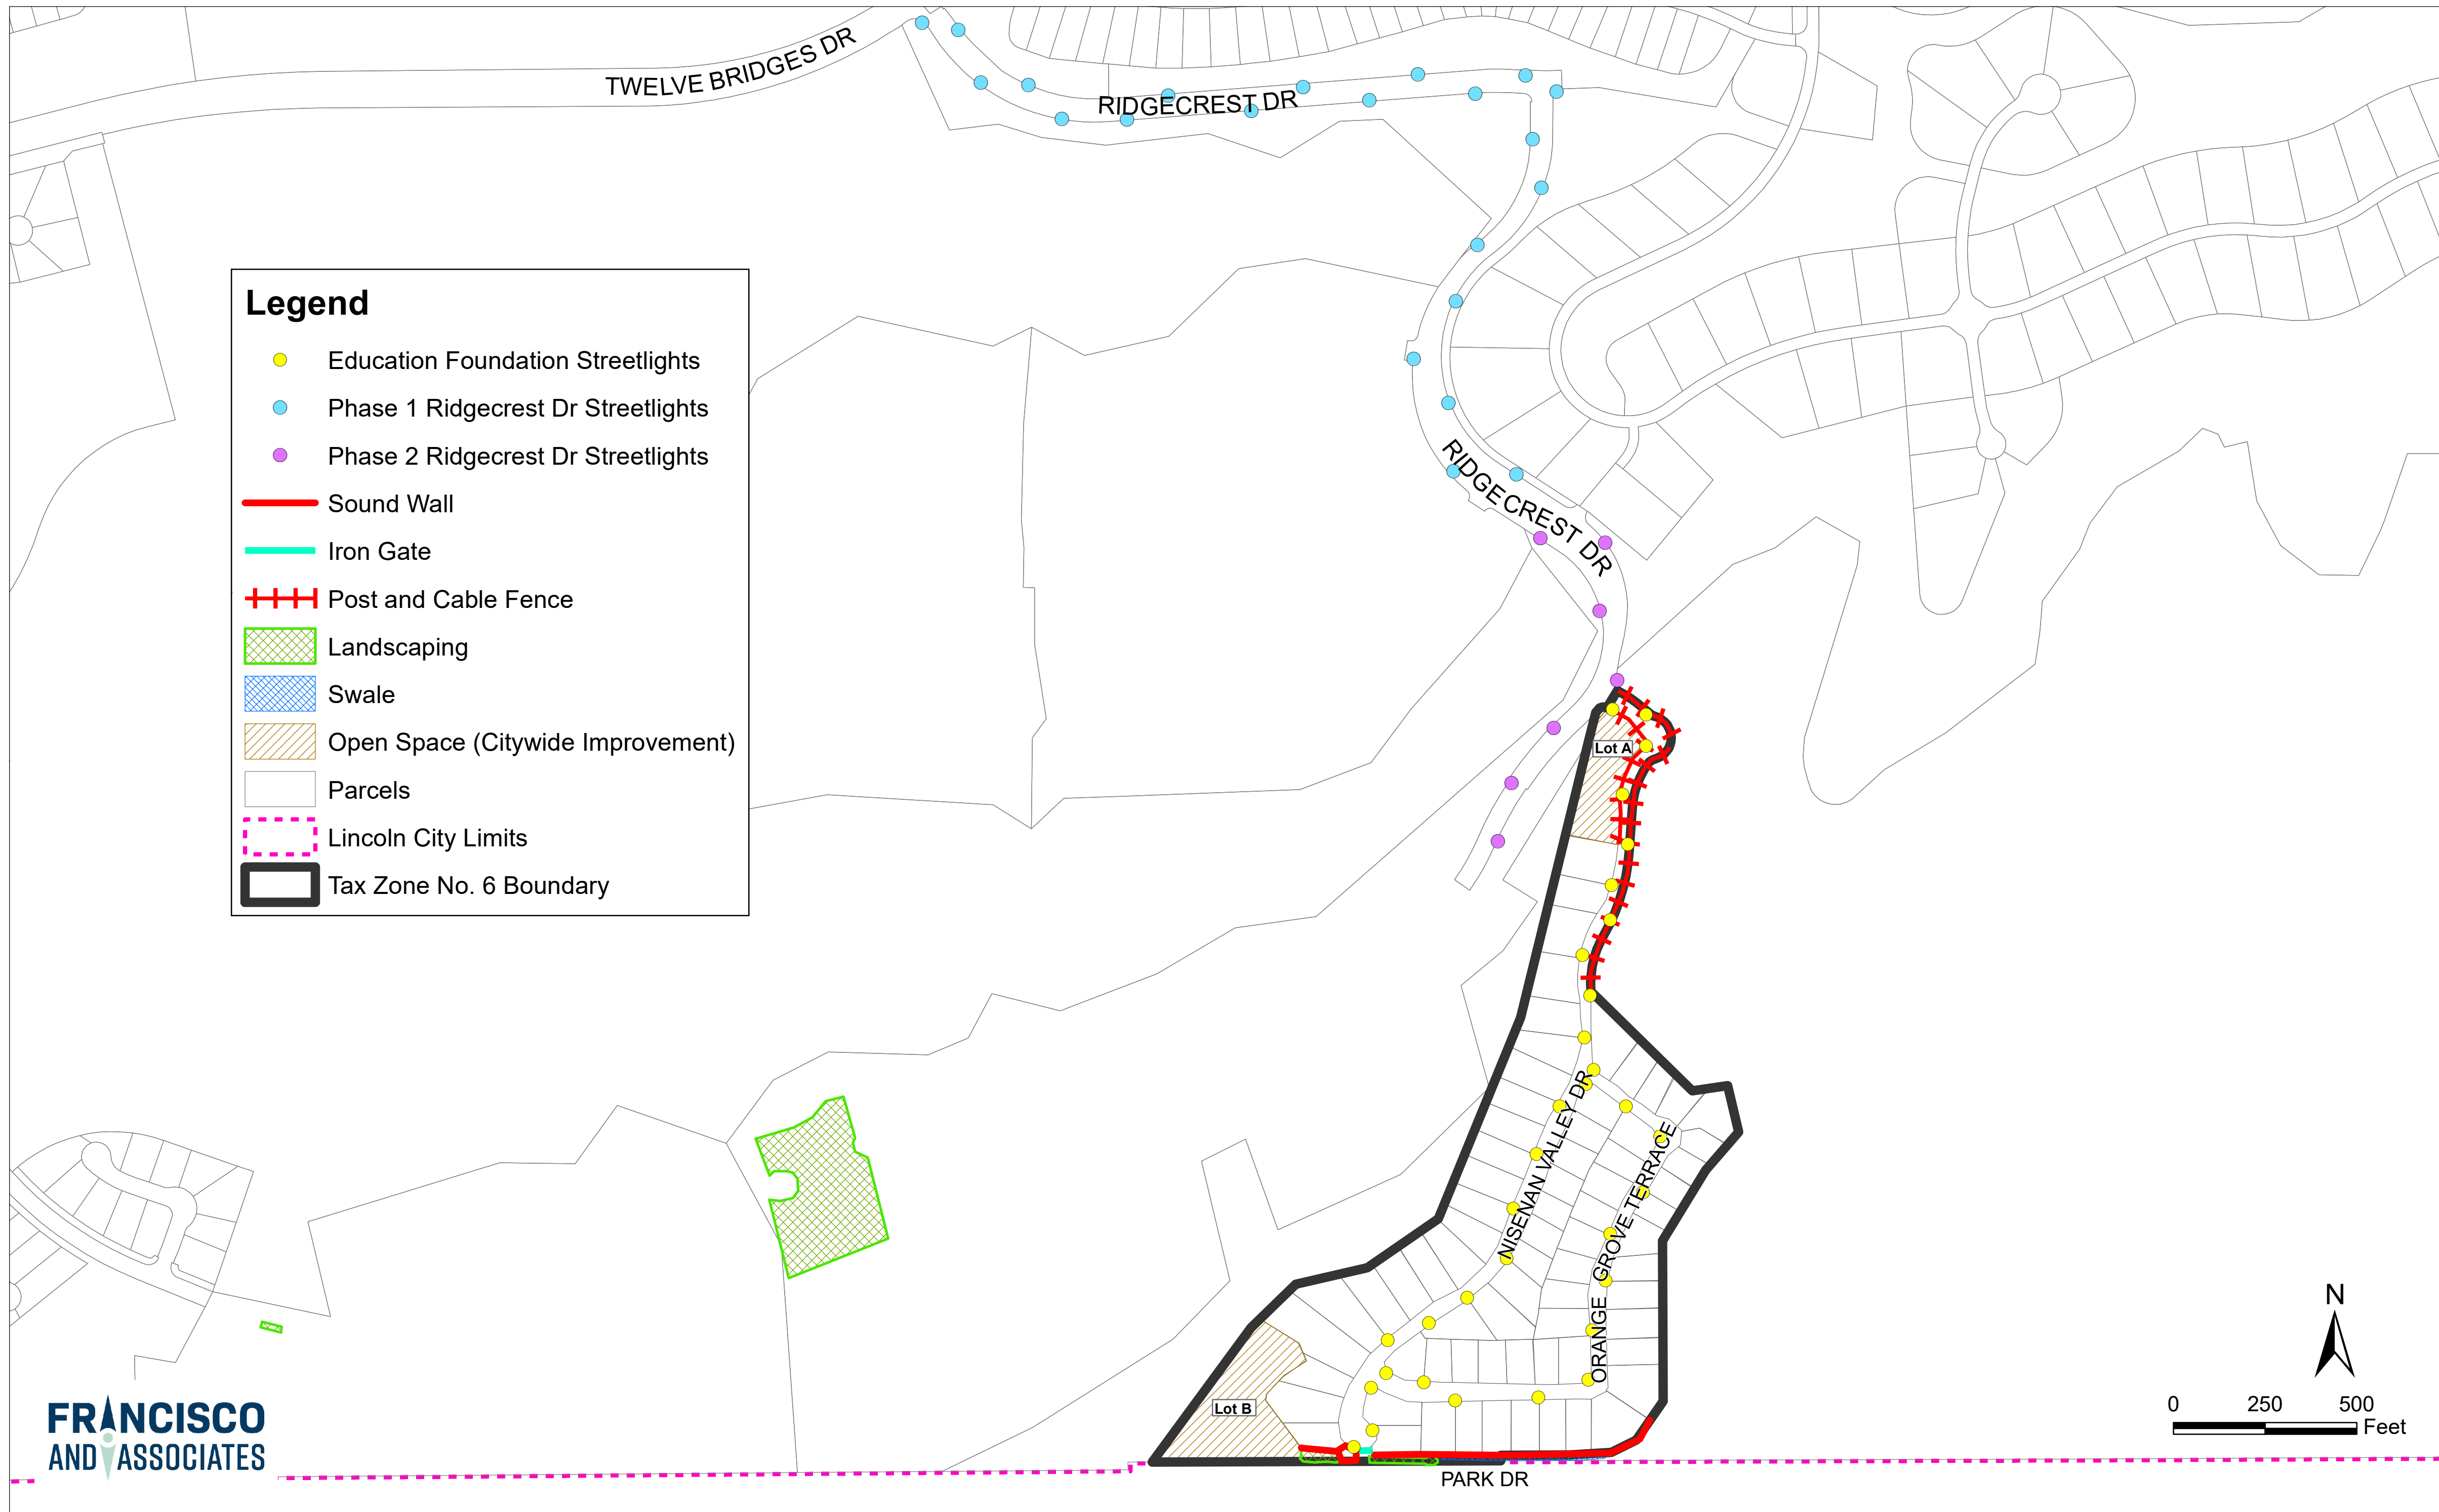 TWELVE BRIDGES DR
RIDGECREST DR
Legend
Education Foundation Streetlights
Phase 1 Ridgecrest Dr Streetlights
Phase 2 Ridgecrest Dr Streetlights
Sound Wall
Iron Gate
Post and Cable Fence
Landscaping
Swale
Open Space (Citywide Improvement)
Parcels
Lincoln City Limits
Tax Zone No. 6 Boundary
RIDGECREST DR
Lot A
NISENAN VALLEY DR
ORANGE GROVE TERRACE
Lot B
PARK DR
N
0 250 500
Feet
FRANCISCO
AND ASSOCIATES